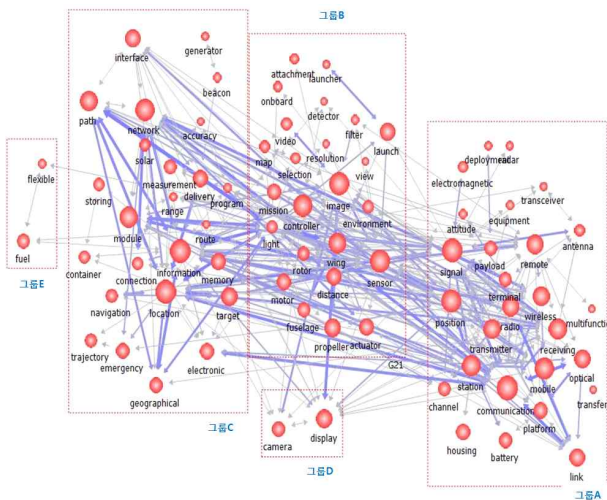 그룹B
generator
interface
attachment
launcher
beacon
onboard
path
network
detector
accuracy
video
filter
launch
solar
map
resolution
selection
view
deployment
radar
flexible
measurement
delivery
electromagnetic
storing
range
program
mission
image
transceiver
controller
environment
equipment
attitude
module
route
light
antenna
fuel
information
memory
rotor
wing
sensor
signal
payload
remote
그룹E
container
connection
terminal
navigation
location
target
motor
distance
position
radio
wireless
multifunction
fuselage
transmitter
receiving
trajectory
emergency
electronic
propeller
actuator
G21
station
mobile
optical
geographical
channel
communication
transfer
platform
그룹C
camera
display
housing
battery
link
그룹D
그룹A